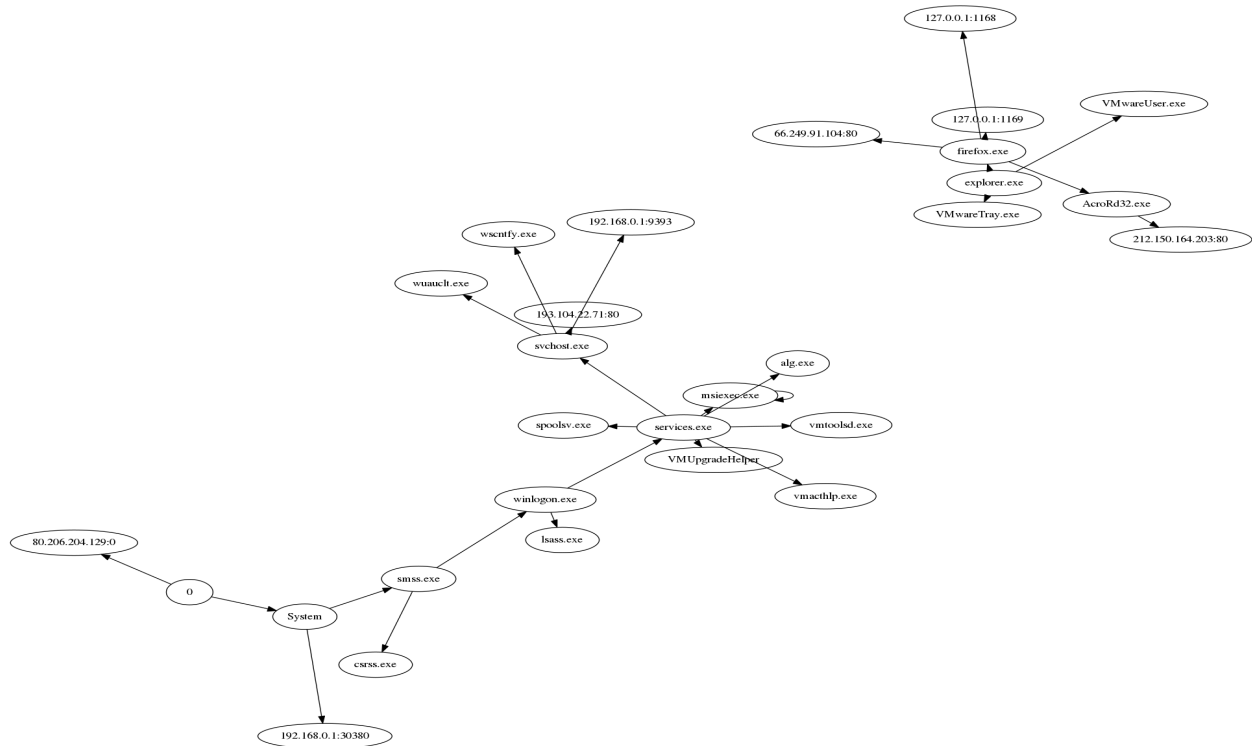 127.0.0.1:1168
VMwareUser.exe
127.0.0.1:1169
66.249.91.104:80
firefox.exe
explorer.exe
AcroRd32.exe
VMwareTray.exe
192.168.0.1:9393
wscntfy.exe
212.150.164.203:80
wuauclt.exe
193.104.22.71:80
svchost.exe
alg.exe
msiexec.exe
spoolsv.exe
services.exe
vmtoolsd.exe
VMUpgradeHelper
vmacthlp.exe
winlogon.exe
lsass.exe
80.206.204.129:0
smss.exe
0
System
csrss.exe
192.168.0.1:30380